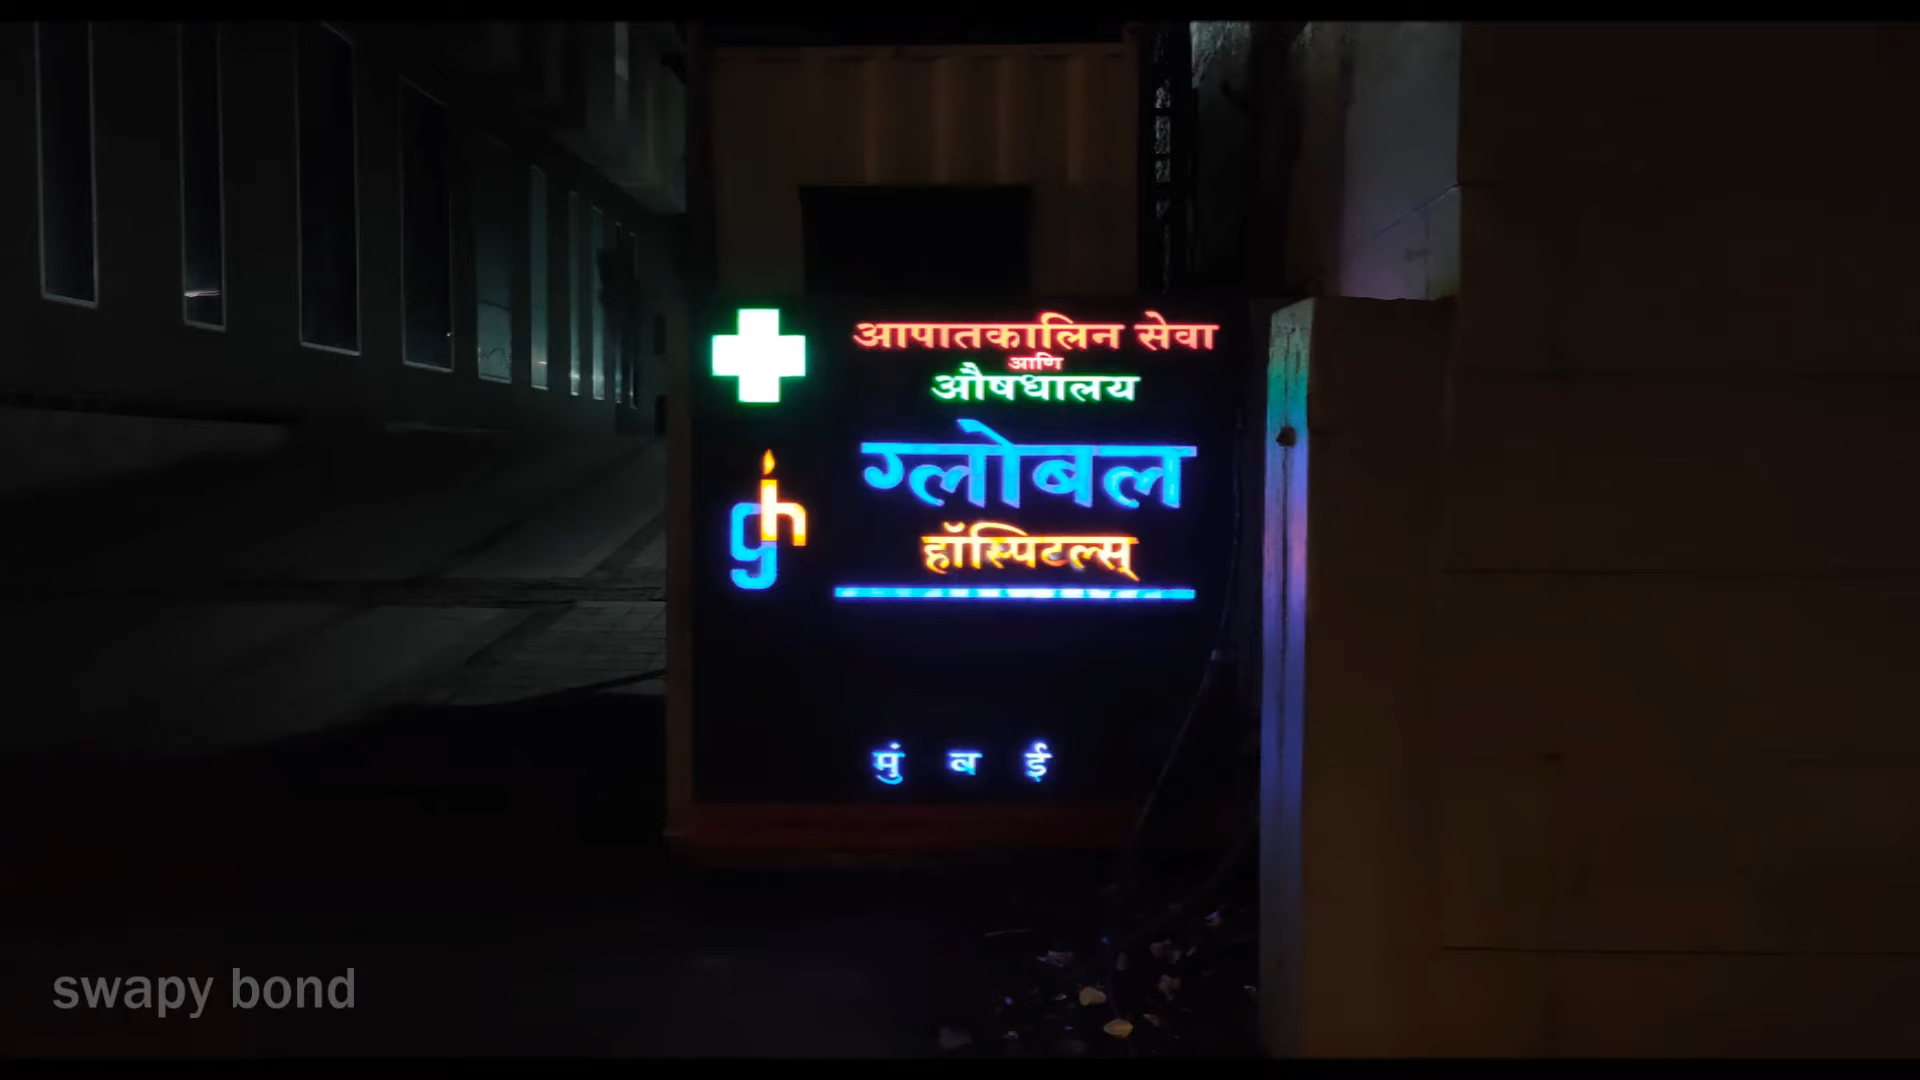 आपातकालिन सेवा
आणि
औषधालय
gh
ग्लोबल
हॉस्पिटल्स्
मुं ब ई
swapy bond